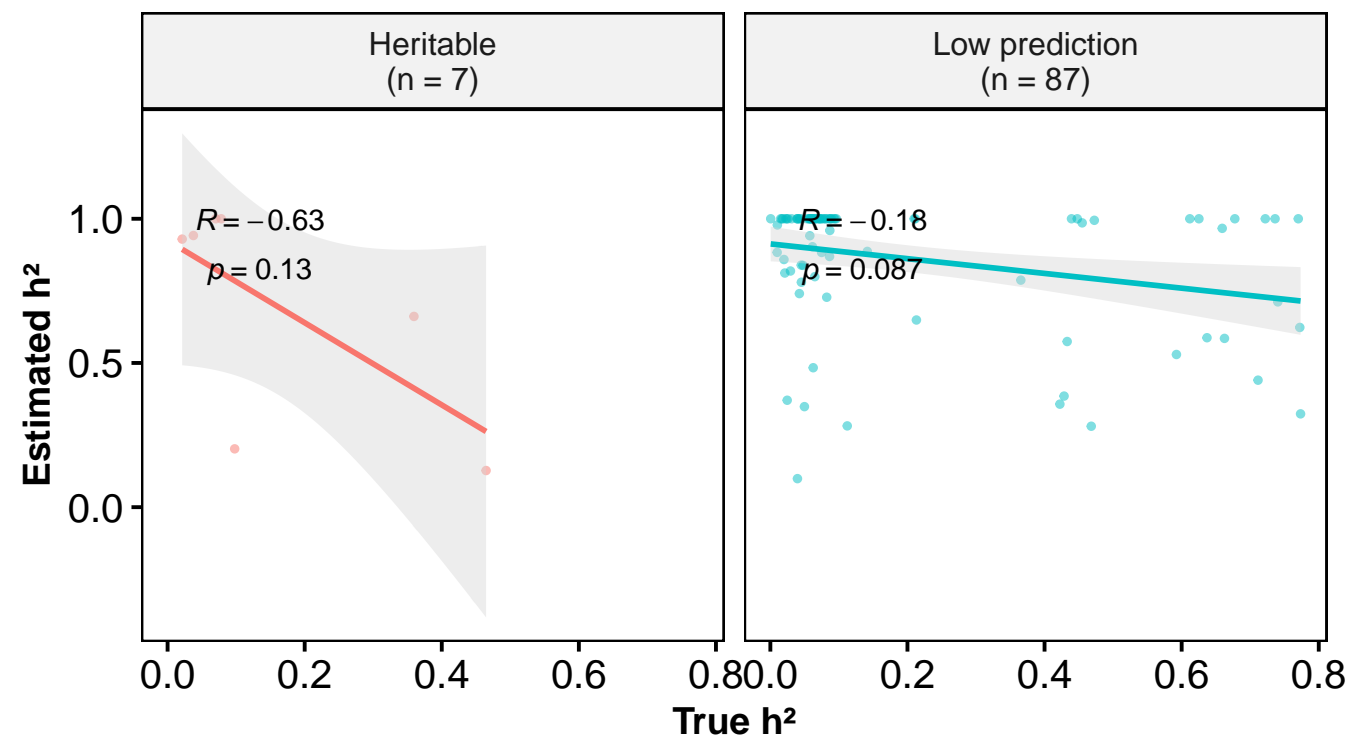 Heritable
(n = 7)
Low prediction
(n = 87)
Estimated h²
1.0
0.5
0.0
R = −0.63
p = 0.13
R = −0.18
p = 0.087
0.0 0.2 0.4 0.6 0.8
0.0 0.2 0.4 0.6 0.8
True h²